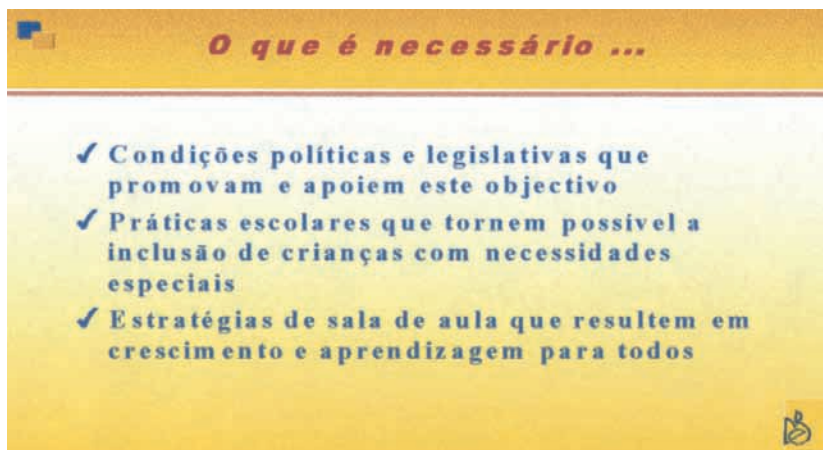 O que é necessário ...
✓ Condições políticas e legislativas que
promovam e apoiem este objectivo
✓ Práticas escolares que tornem possível a
inclusão de crianças com necessidades
especiais
✓ Estratégias de sala de aula que resultem em
crescimento e aprendizagem para todos